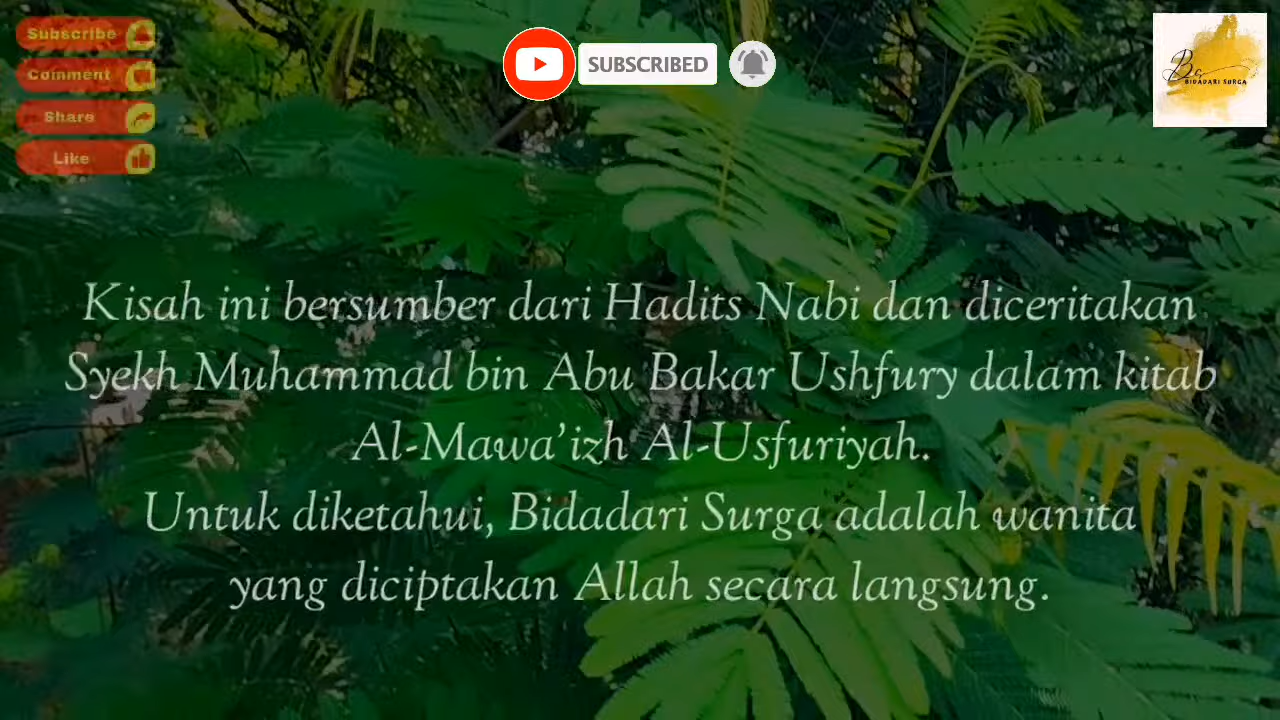 Subscribe
Comment
Share
Like
SUBSCRIBED
Bs
BIDADARI SURGA
Kisah ini bersumber dari Hadits Nabi dan diceritakan
Syekh Muhammad bin Abu Bakar Ushfury dalam kitab
Al-Mawa'izh Al-Usfuriyah.
Untuk diketahui, Bidadari Surga adalah wanita
yang diciptakan Allah secara langsung.